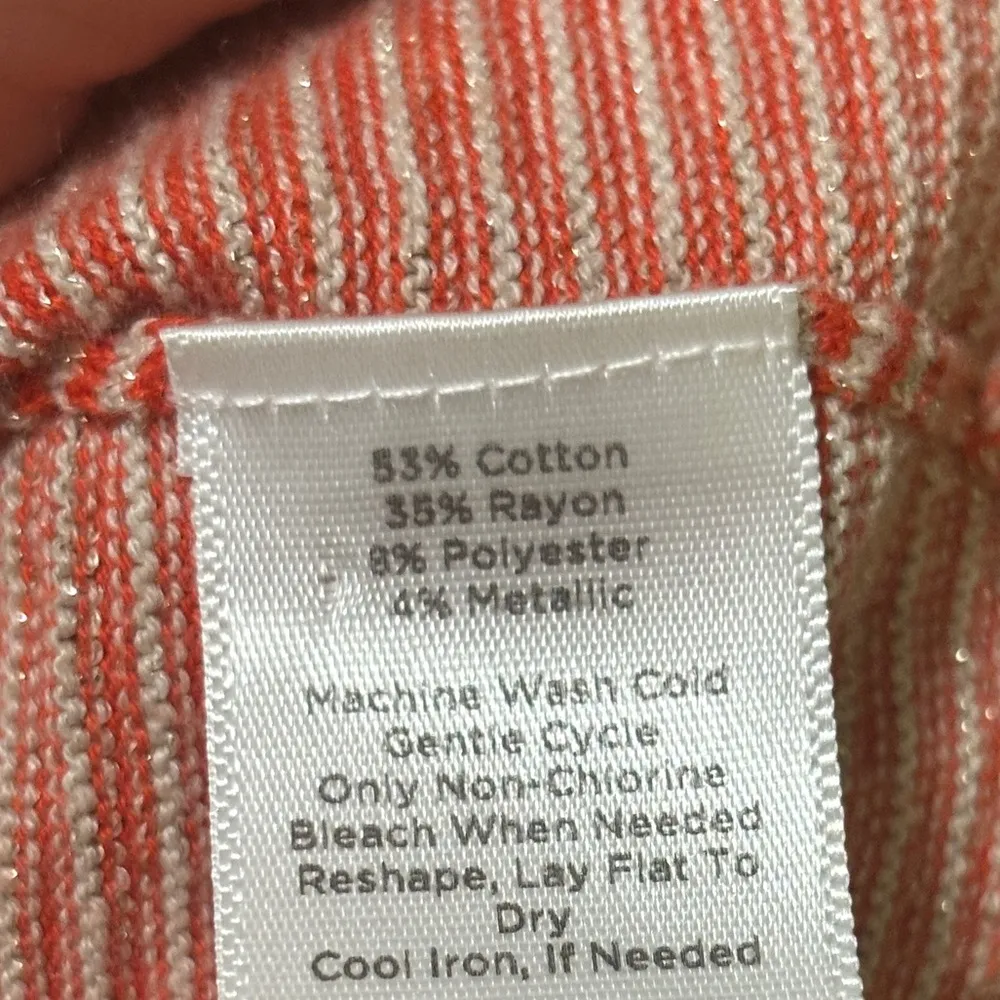 53% Cotton
35% Rayon
8% Polyester
4% Metallic
Machine Wash Cold
Gentle Cycle
Only Non-Chlorine
Bleach When Needed
Reshape, Lay Flat To
Dry
Cool Iron, If Needed